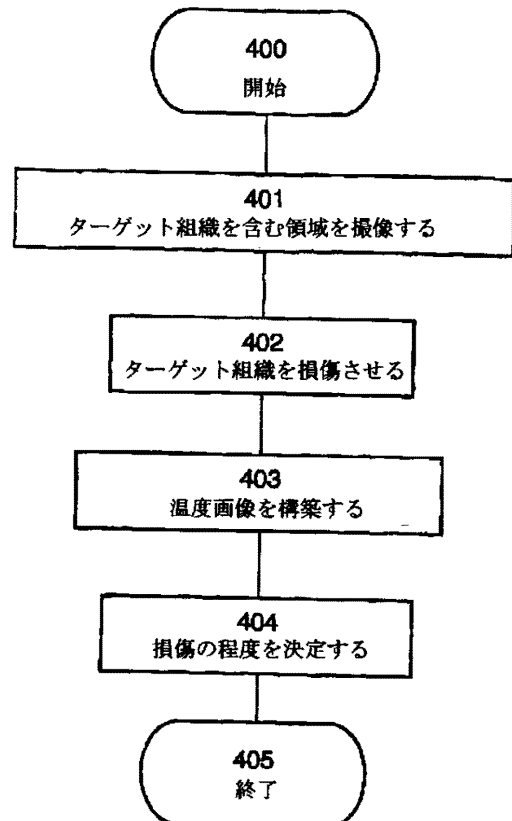 400
開始
401
ターゲット組織を含む領域を撮像する
402
ターゲット組織を損傷させる
403
温度画像を構築する
404
損傷の程度を決定する
405
終了